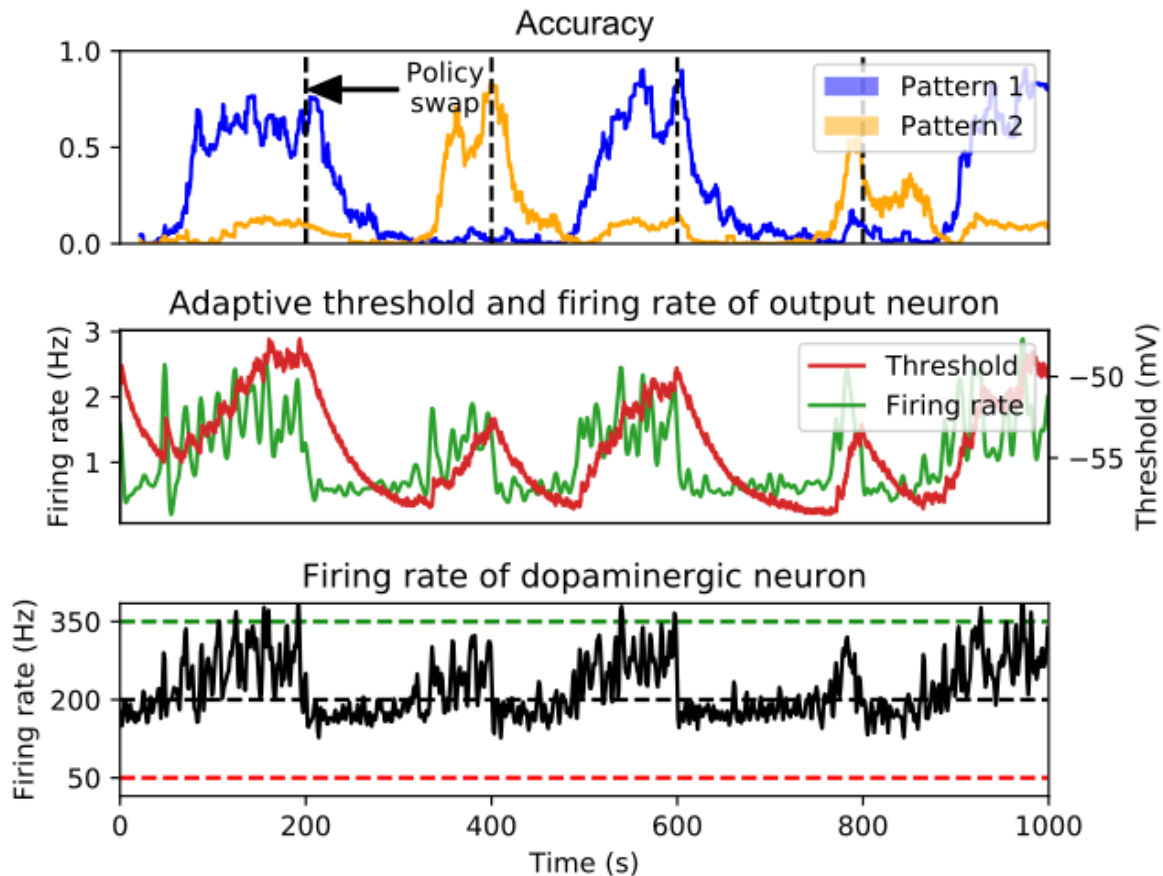 Accuracy
1.0
0.5
0.0
Policy
swap
Pattern 1
Pattern 2
Adaptive threshold and firing rate of output neuron
Firing rate (Hz)
3
2
1
Threshold
Firing rate
−50
−55
Threshold (mV)
Firing rate of dopaminergic neuron
Firing rate (Hz)
350
200
50
0
200
400
600
800
1000
Time (s)